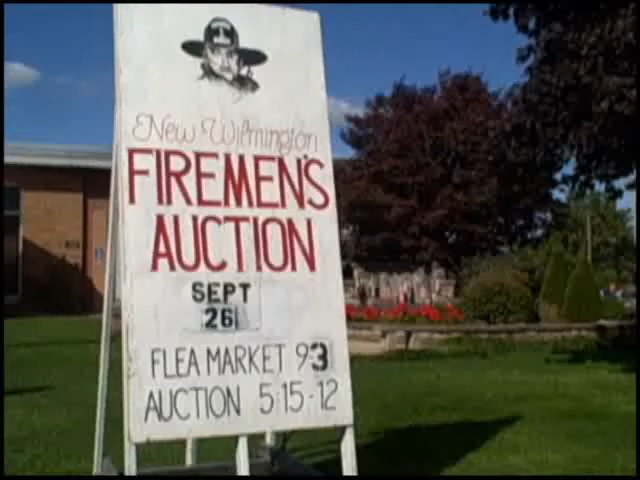 New Wilmington
FIREMEN'S
AUCTION
SEPT
26
FLEA MARKET 9-3
AUCTION 5:15-12